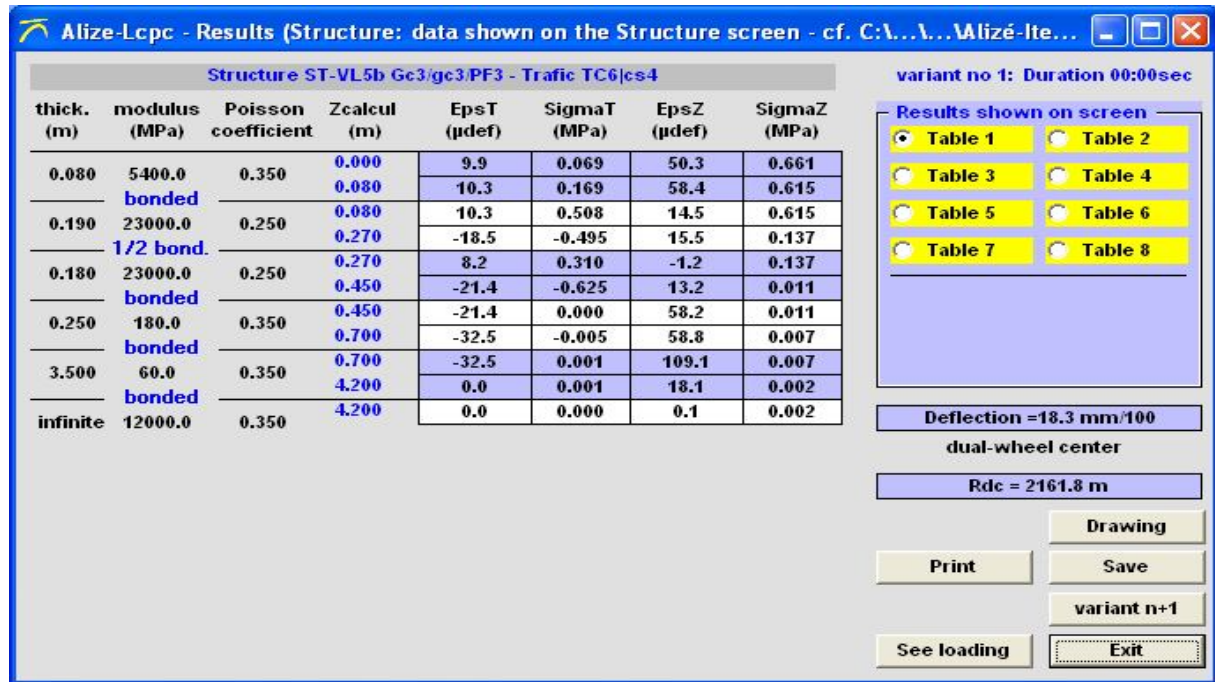 Alize-Lcpc - Results (Structure: data shown on the Structure screen - cf. C:\...\...\Alizé-Ite...
Structure ST-VL5b Gc3/gc3/PF3 - Trafic TC6|cs4
variant no 1: Duration 00:00sec
thick. modulus Poisson Zcalcul EpsT SigmaT EpsZ SigmaZ
(m) (MPa) coefficient (m) (µdef) (MPa) (µdef) (MPa)
0.080 5400.0 0.350
0.000 9.9 0.069 50.3 0.661
0.080 10.3 0.169 58.4 0.615
bonded
0.190 23000.0 0.250
0.080 10.3 0.508 14.5 0.615
0.270 -18.5 -0.495 15.5 0.137
1/2 bond.
0.180 23000.0 0.250
0.270 8.2 0.310 -1.2 0.137
0.450 -21.4 -0.625 13.2 0.011
bonded
0.250 180.0 0.350
0.450 -21.4 0.000 58.2 0.011
0.700 -32.5 -0.005 58.8 0.007
bonded
3.500 60.0 0.350
0.700 -32.5 0.001 109.1 0.007
4.200 0.0 0.001 18.1 0.002
bonded
infinite 12000.0 0.350
4.200 0.0 0.000 0.1 0.002
Results shown on screen
Table 1 Table 2
Table 3 Table 4
Table 5 Table 6
Table 7 Table 8
Deflection =18.3 mm/100
dual-wheel center
Rdc = 2161.8 m
Drawing
Print Save
variant n+1
See loading Exit